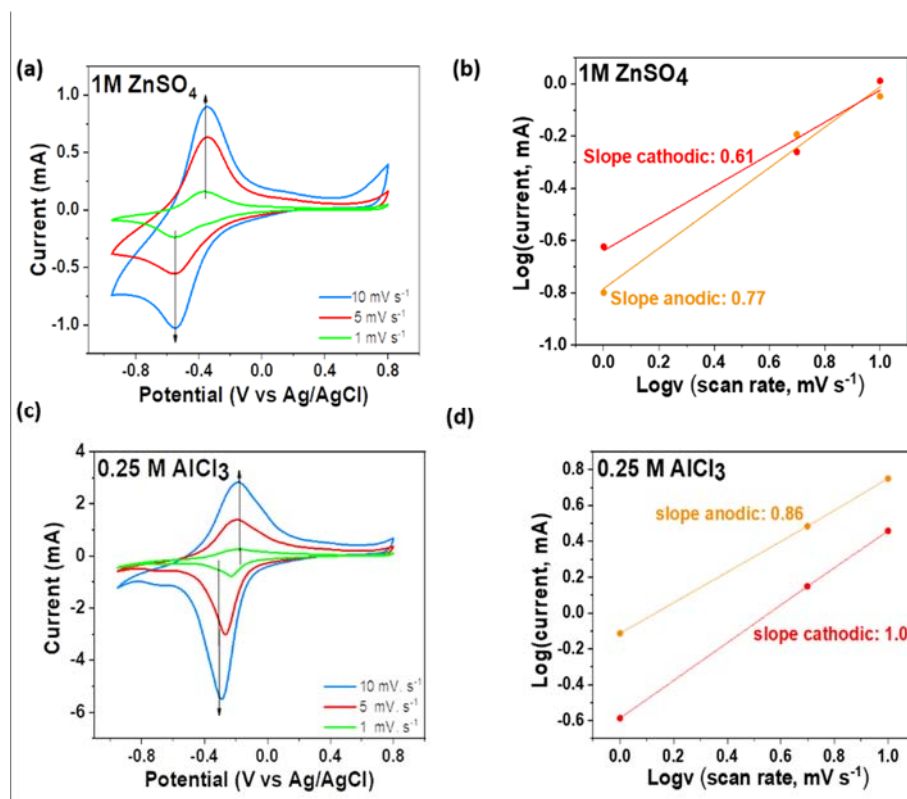 (a)
1M ZnSO4
1.0
0.5
0.0
-0.5
-1.0
Current (mA)
10 mV s-1
5 mV s-1
1 mV s-1
-0.8 -0.4 0.0 0.4 0.8
Potential (V vs Ag/AgCl)
(b)
1M ZnSO4
0.0
-0.2
-0.4
-0.6
-0.8
-1.0
Log(current, mA)
Slope cathodic: 0.61
Slope anodic: 0.77
0.0 0.2 0.4 0.6 0.8 1.0
Logv (scan rate, mV s-1)
(c)
0.25 M AlCl3
4
2
0
-2
-4
-6
Current (mA)
10 mV. s-1
5 mV. s-1
1 mV. s-1
-0.8 -0.4 0.0 0.4 0.8
Potential (V vs Ag/AgCl)
(d)
0.25 M AlCl3
0.8
0.6
0.4
0.2
0.0
-0.2
-0.4
-0.6
Log(current, mA)
slope anodic: 0.86
slope cathodic: 1.0
0.0 0.2 0.4 0.6 0.8 1.0
Logv (scan rate, mV s-1)